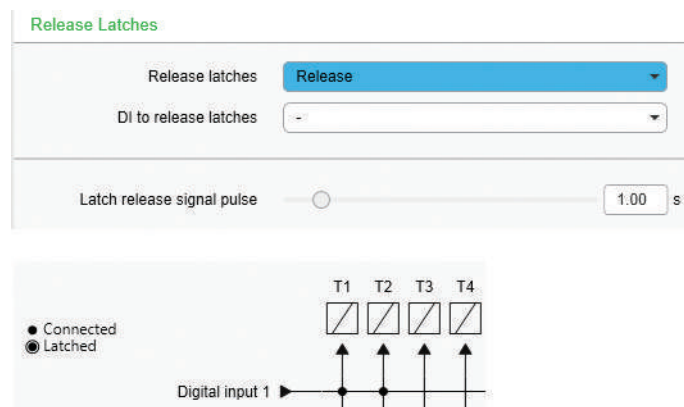 Release Latches
Release latches Release
DI to release latches -
Latch release signal pulse 1.00 s
T1 T2 T3 T4
Connected
Latched
Digital input 1